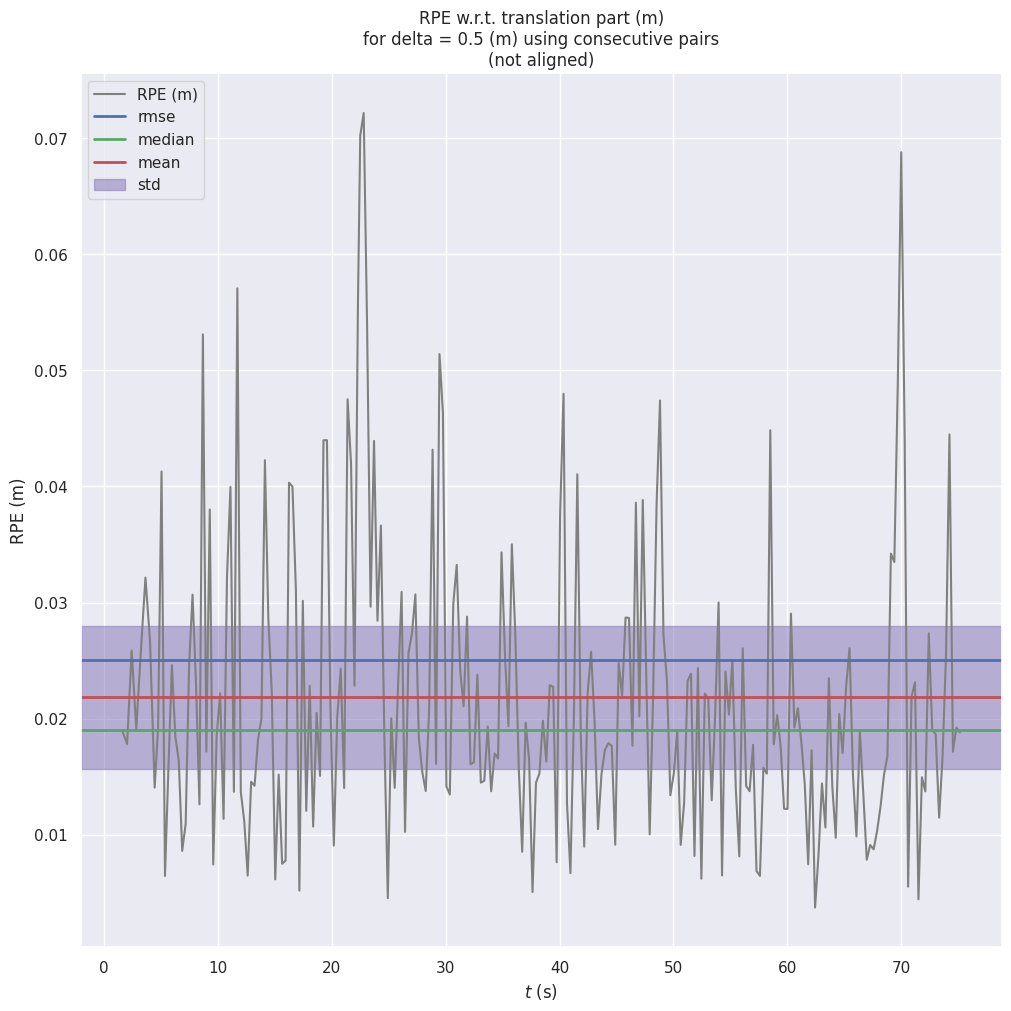 RPE w.r.t. translation part (m)
for delta = 0.5 (m) using consecutive pairs
(not aligned)
RPE (m)
rmse
median
mean
std
RPE (m)
0.07
0.06
0.05
0.04
0.03
0.02
0.01
0 10 20 30 40 50 60 70
t (s)